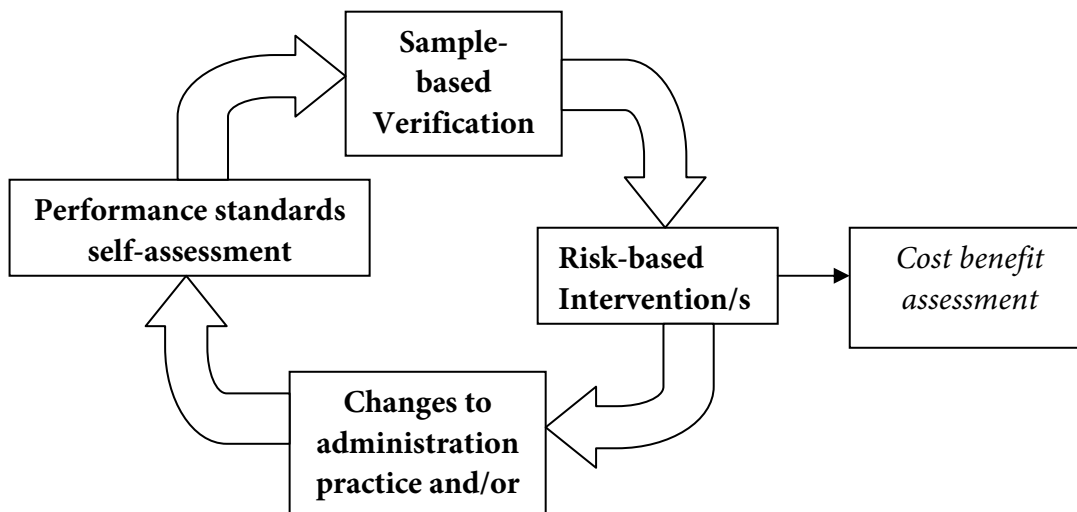 Sample-
based
Verification
Performance standards
self-assessment
Risk-based
Intervention/s
Cost benefit
assessment
Changes to
administration
practice and/or